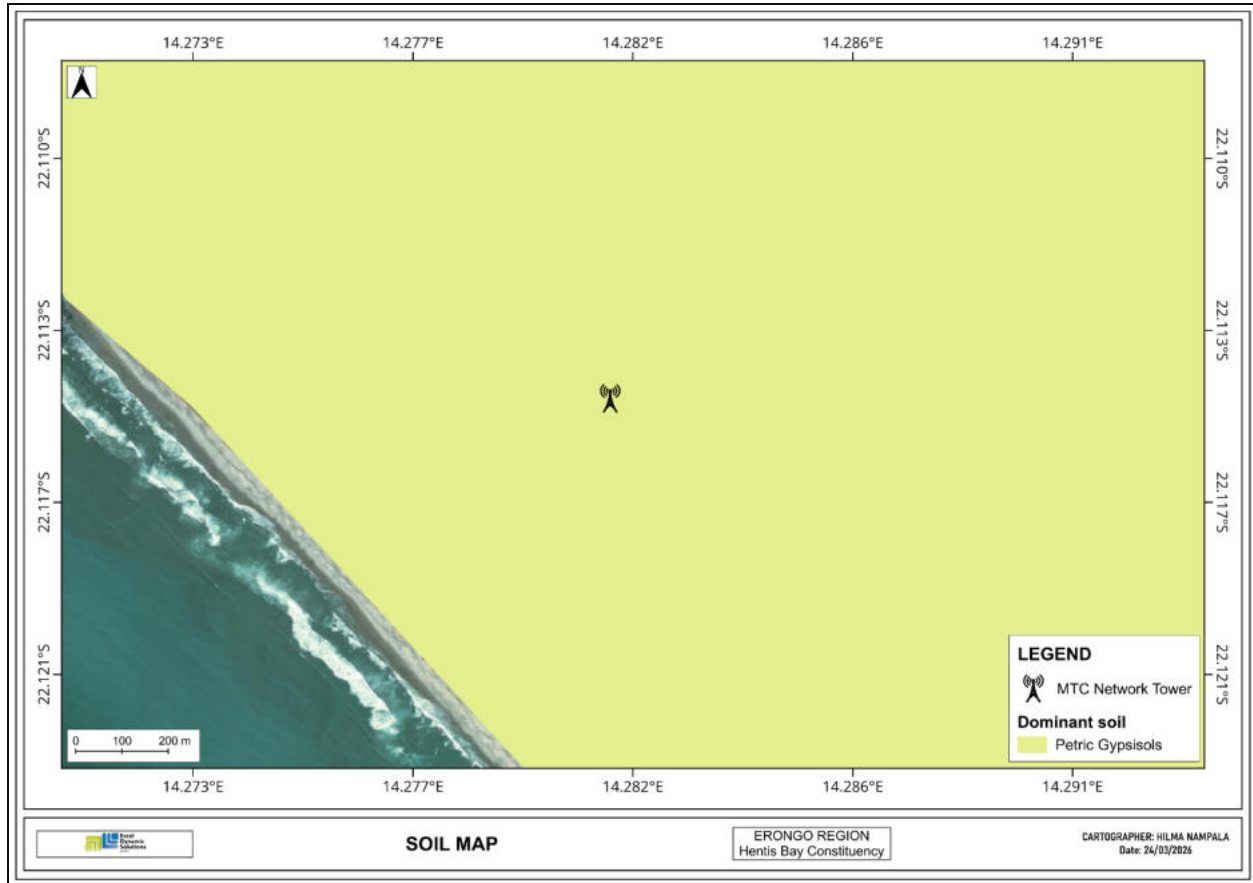 14.273°E 14.277°E 14.282°E 14.286°E 14.291°E
N
22.110°S 22.110°S
22.113°S 22.113°S
22.117°S 22.117°S
22.121°S 22.121°S
LEGEND
MTC Network Tower
Dominant soil
Petric Gypsisols
0 100 200 m
14.273°E 14.277°E 14.282°E 14.286°E 14.291°E
Excel
Dynamic
Solutions
SOIL MAP
ERONGO REGION
Hentis Bay Constituency
CARTOGRAPHER: HILMA NAMPALA
Date: 24/03/2026